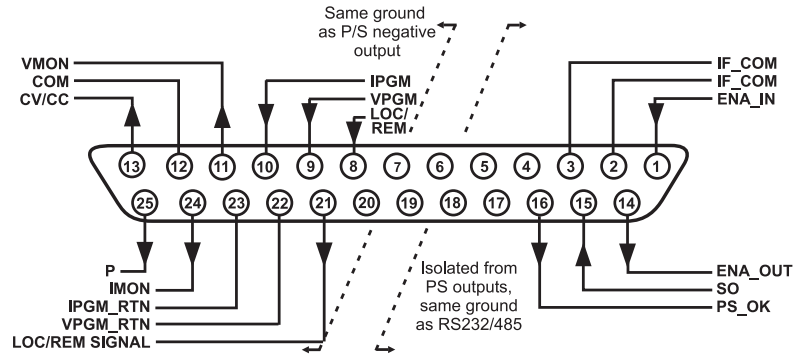 Same ground
as P/S negative
output
VMON
COM
CV/CC
IPGM
VPGM
LOC/
REM
IF_COM
IF_COM
ENA_IN
13 12 11 10 9 8 7 6 5 4 3 2 1
25 24 23 22 21 20 19 18 17 16 15 14
P
IMON
IPGM_RTN
VPGM_RTN
LOC/REM SIGNAL
Isolated from
PS outputs,
same ground
as RS232/485
ENA_OUT
SO
PS_OK